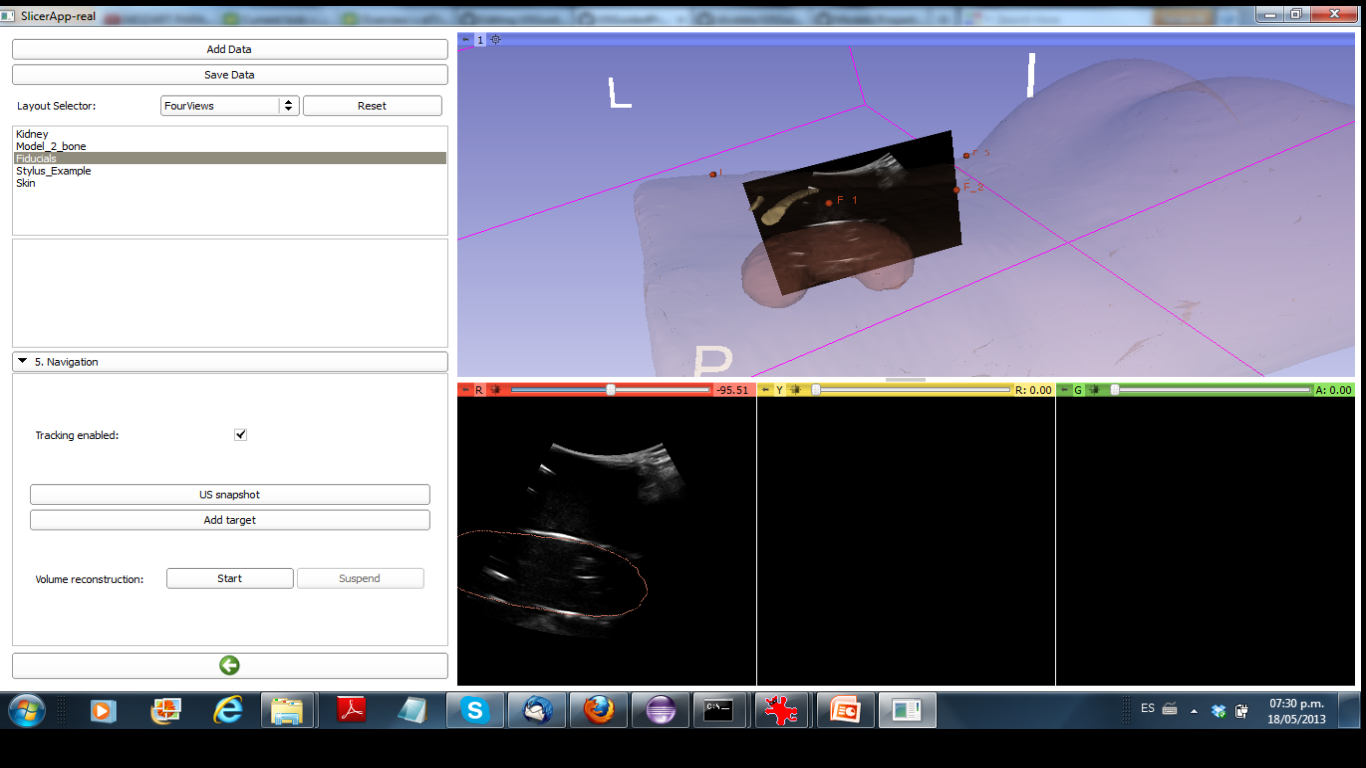 SlicerApp-real
Add Data
Save Data
Layout Selector:
FourViews
Reset
Kidney
Model_2_bone
Fiducials
Stylus_Example
Skin
5. Navigation
Tracking enabled:
US snapshot
Add target
Volume reconstruction:
Start
Suspend
1
L
I
F_1
F_2
P
R
-95.51
Y
R: 0.00
G
A: 0.00
ES
07:30 p.m.
18/05/2013